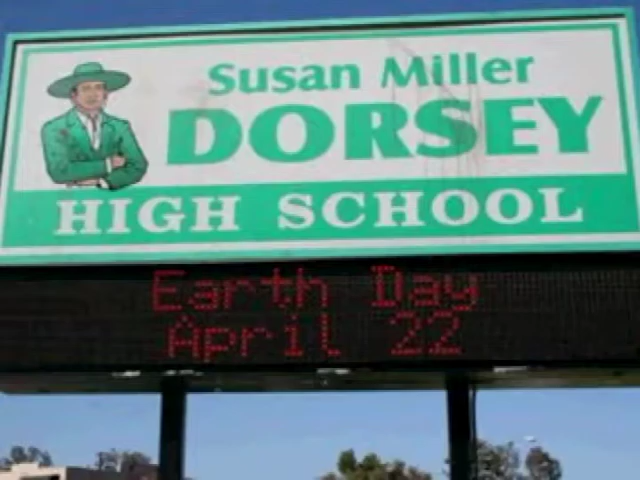 Susan Miller
DORSEY
HIGH SCHOOL
Earth Day
April 22